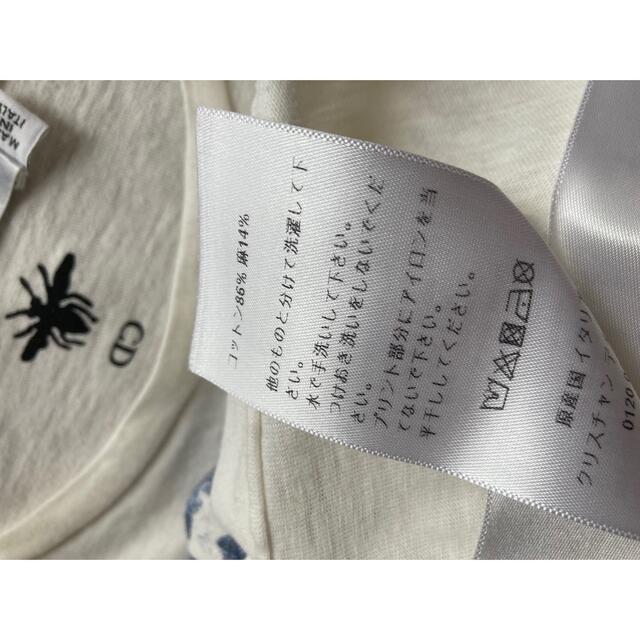 MADE IN
ITALY
CD
コットン86% 麻14%
他のものと分けて洗濯して下
さい。
水で手洗いして下さい。
つけおき洗いをしないでくだ
さい。
プリント部分にアイロンを当
てないで下さい。
平干ししてください。
原産国 イタリ
クリスチャン デ
0120